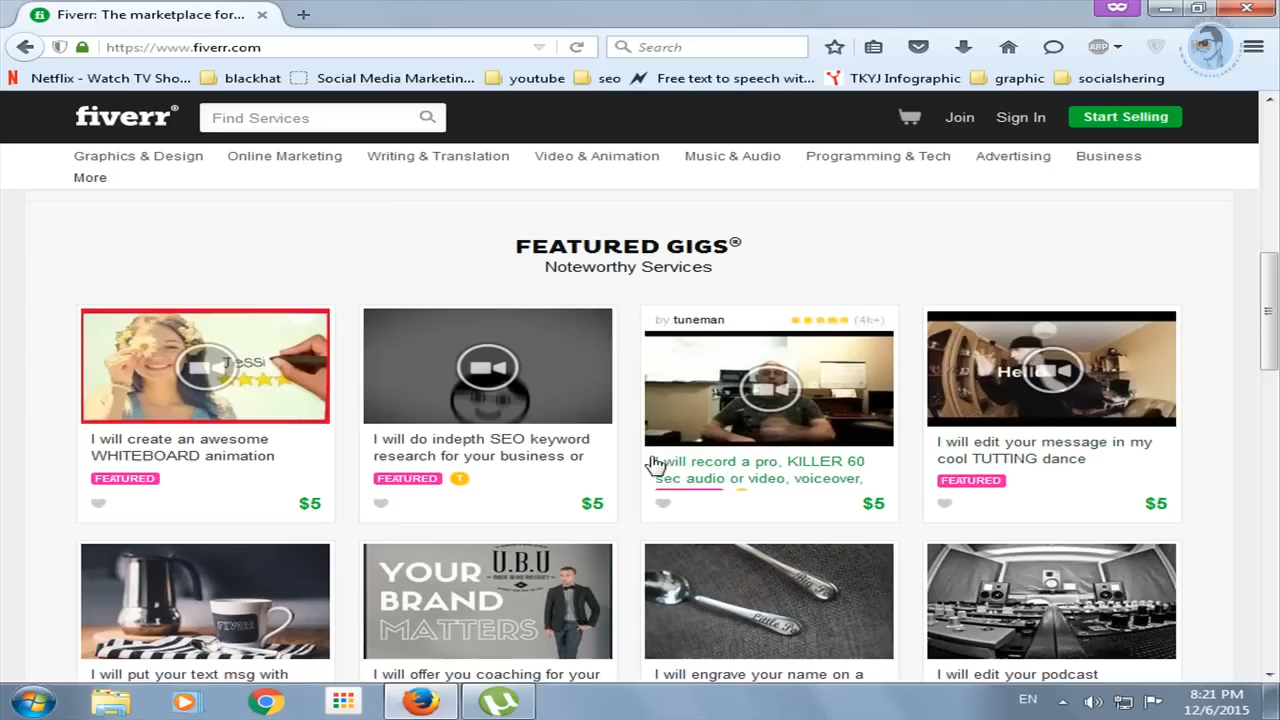 Fiverr: The marketplace for...
https://www.fiverr.com
Search
ABP
Netflix - Watch TV Sho...
blackhat
Social Media Marketin...
youtube
seo
Free text to speech wit...
TKYJ Infographic
graphic
socialshering
fiverr®
Find Services
Join
Sign In
Start Selling
Graphics & Design
Online Marketing
Writing & Translation
Video & Animation
Music & Audio
Programming & Tech
Advertising
Business
More
FEATURED GIGS®
Noteworthy Services
by tuneman
(4k+)
Jessi
Hello
I will create an awesome
WHITEBOARD animation
FEATURED
$5
I will do indepth SEO keyword
research for your business or
FEATURED
T
$5
I will record a pro, KILLER 60
sec audio or video, voiceover,
$5
I will edit your message in my
cool TUTTING dance
FEATURED
$5
FIVERR
U.B.U
YOUR
BRAND
MATTERS
I will put your text msg with
I will offer you coaching for your
I will engrave your name on a
I will edit your podcast
EN
8:21 PM
12/6/2015